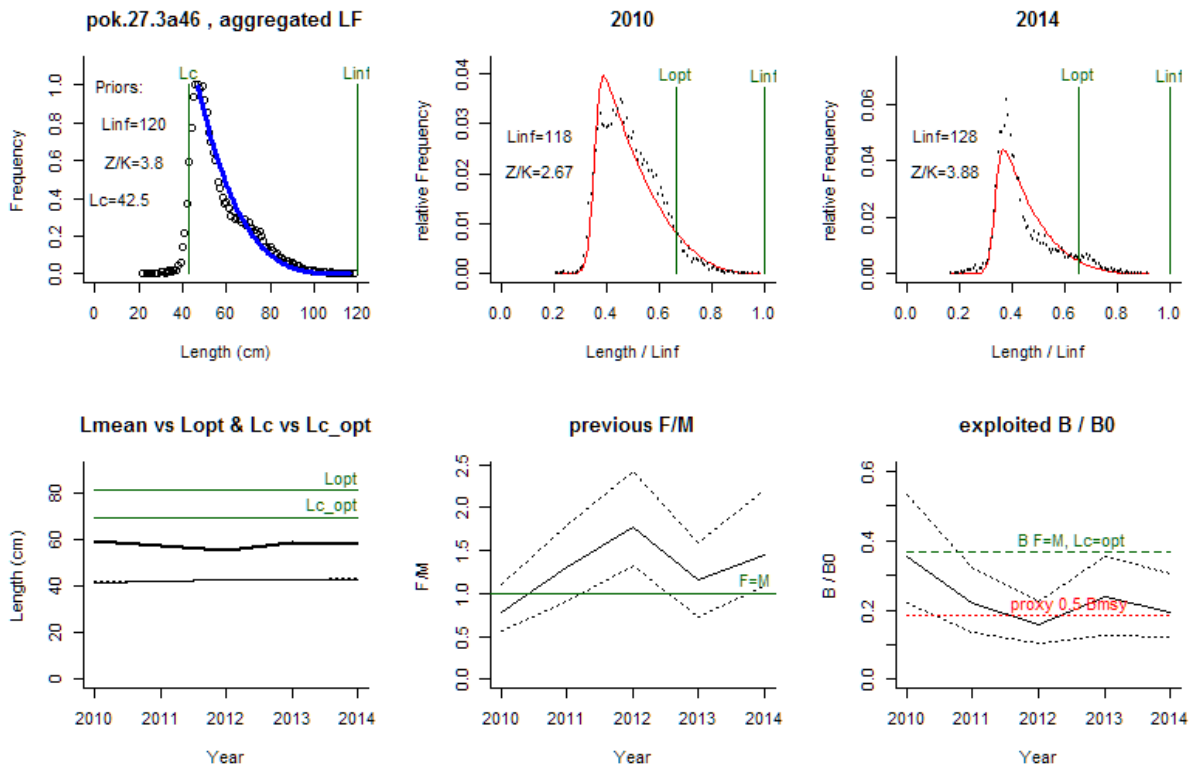 pok.27.3a46 , aggregated LF
Frequency
1.0
0.8
0.6
0.4
0.2
0.0
Lc
Linf
Priors:
Linf=120
Z/K=3.8
Lc=42.5
0 20 40 60 80 100 120
Length (cm)
2010
relative Frequency
0.04
0.03
0.02
0.01
0.00
Lopt
Linf
Linf=118
Z/K=2.67
0.0 0.2 0.4 0.6 0.8 1.0
Length / Linf
2014
relative Frequency
0.06
0.04
0.02
0.00
Lopt
Linf
Linf=128
Z/K=3.88
0.0 0.2 0.4 0.6 0.8 1.0
Length / Linf
Lmean vs Lopt & Lc vs Lc_opt
Length (cm)
80
60
40
20
0
Lopt
Lc_opt
2010 2011 2012 2013 2014
Year
previous F/M
F/M
2.5
2.0
1.5
1.0
0.5
0.0
F=M
2010 2011 2012 2013 2014
Year
exploited B / B0
B / B0
0.6
0.4
0.2
0.0
B F=M, Lc=opt
proxy 0.5 Bmsy
2010 2011 2012 2013 2014
Year